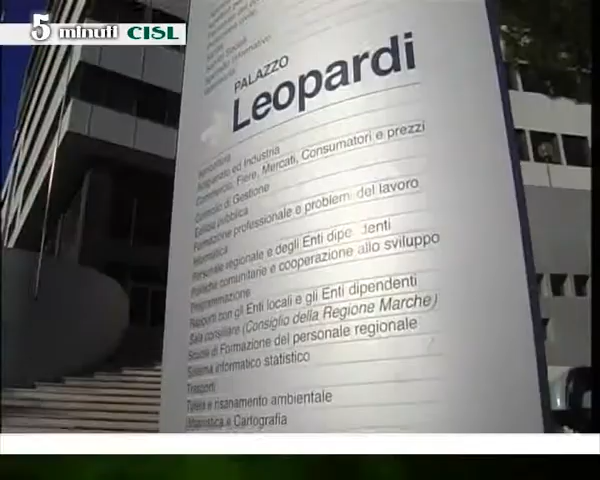 5 minuti CISL
PALAZZO
Leopardi
Agricoltura
Artigianato ed Industria
Commercio, Fiere, Mercati, Consumatori e prezzi
Controllo di Gestione
Edilizia pubblica
Formazione professionale e problemi del lavoro
Informatica
Personale regionale e degli Enti dipendenti
Politiche comunitarie e cooperazione allo sviluppo
Programmazione
Rapporti con gli Enti locali e gli Enti dipendenti
Sala consiliare (Consiglio della Regione Marche)
Scuola di Formazione del personale regionale
Sistema informatico statistico
Trasporti
Tutela e risanamento ambientale
Urbanistica e Cartografia